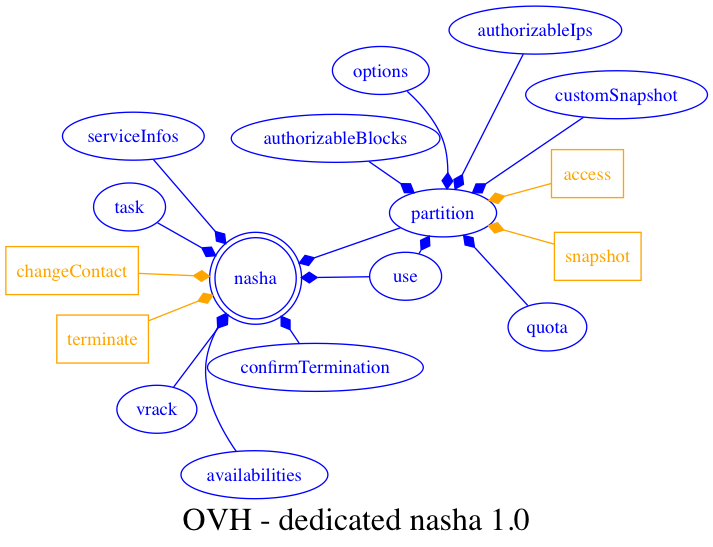 authorizableIps
options
customSnapshot
serviceInfos
authorizableBlocks
access
task
partition
changeContact
nasha
use
snapshot
terminate
quota
confirmTermination
vrack
availabilities
OVH - dedicated nasha 1.0